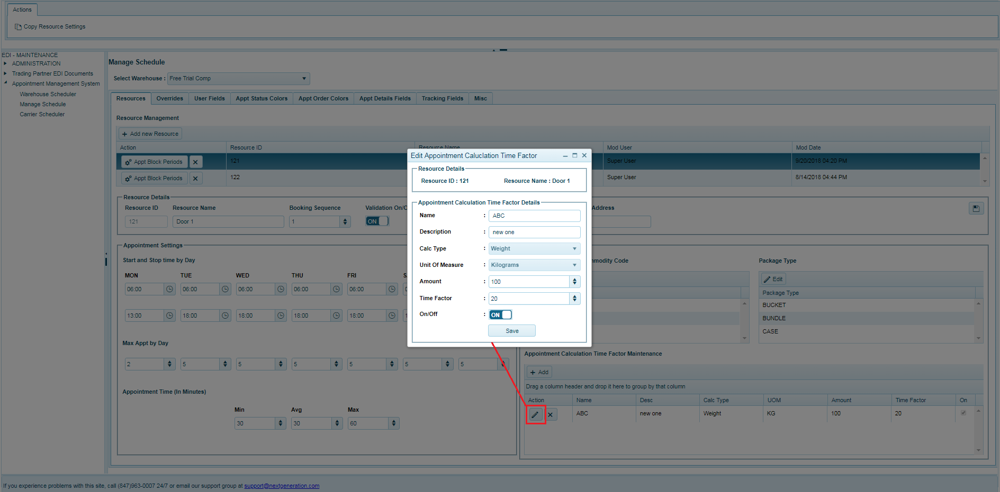 Actions
Copy Resource Settings
EDI - MAINTENANCE
ADMINISTRATION
Trading Partner EDI Documents
Appointment Management System
Warehouse Scheduler
Manage Schedule
Carrier Scheduler
Manage Schedule
Select Warehouse : Free Trial Comp
Resources Overrides User Fields Appt Status Colors Appt Order Colors Appt Details Fields Tracking Fields Misc
Resource Management
+ Add new Resource
Action Resource ID Resource Name Mod User Mod Date
Appt Block Periods 121 Super User 9/20/2018 04:20 PM
Appt Block Periods 122 Super User 8/14/2018 04:44 PM
Resource Details
Resource ID Resource Name Booking Sequence Validation On/O Address
121 Door 1 1 ON
Appointment Settings
Start and Stop time by Day
MON TUE WED THU FRI
06:00 06:00 06:00 06:00 06:00
13:00 18:00 18:00 18:00 18:00
Max Appt by Day
2 5 5 5 5 5 5
Appointment Time (In Minutes)
Min Avg Max
30 30 60
Edit Appointment Caluclation Time Factor
Resource Details
Resource ID : 121 Resource Name : Door 1
Appointment Calculation Time Factor Details
Name : ABC
Description : new one
Calc Type : Weight
Unit Of Measure : Kilograms
Amount : 100
Time Factor : 20
On/Off : ON
Save
mmodity Code
Package Type
Edit
Package Type
BUCKET
BUNDLE
CASE
Appointment Calculation Time Factor Maintenance
+ Add
Drag a column header and drop it here to group by that column
Action Name Desc Calc Type UOM Amount Time Factor On
ABC new one Weight KG 100 20
If you experience problems with this site, call (847)963-0007 24/7 or email our support group at support@nextgeneration.com